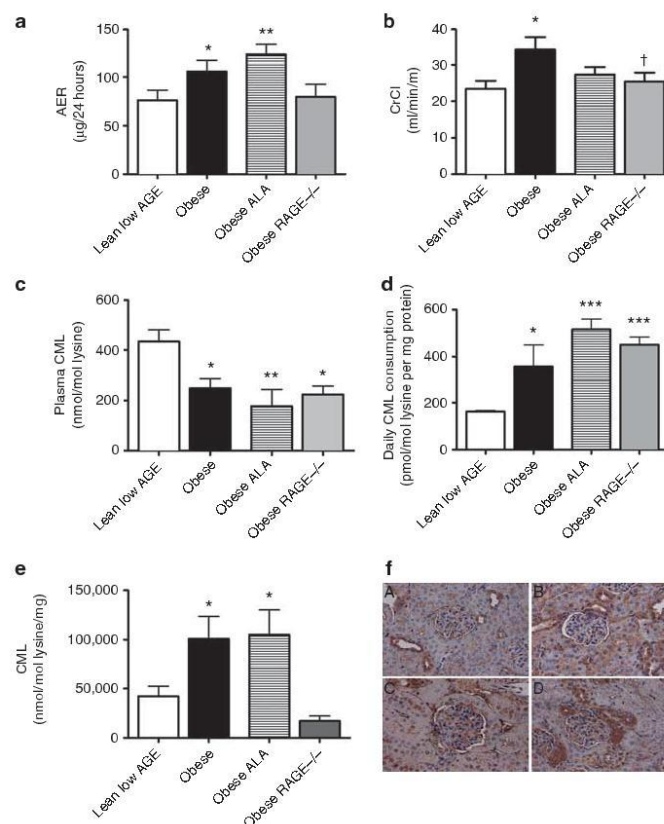 a
AER
(µg/24 hours)
150
100
50
0
*
**
Lean low AGE
Obese
Obese ALA
Obese RAGE–/–
b
CrCl
(ml/min/m)
40
30
20
10
0
*
†
Lean low AGE
Obese
Obese ALA
Obese RAGE–/–
c
Plasma CML
(nmol/mol lysine)
600
400
200
0
*
**
*
Lean low AGE
Obese
Obese ALA
Obese RAGE–/–
d
Daily CML consumption
(pmol/mol lysine per mg protein)
600
400
200
0
*
***
***
Lean low AGE
Obese
Obese ALA
Obese RAGE–/–
e
CML
(nmol/mol lysine/mg)
150,000
100,000
50,000
0
*
*
Lean low AGE
Obese
Obese ALA
Obese RAGE–/–
f
A
B
C
D